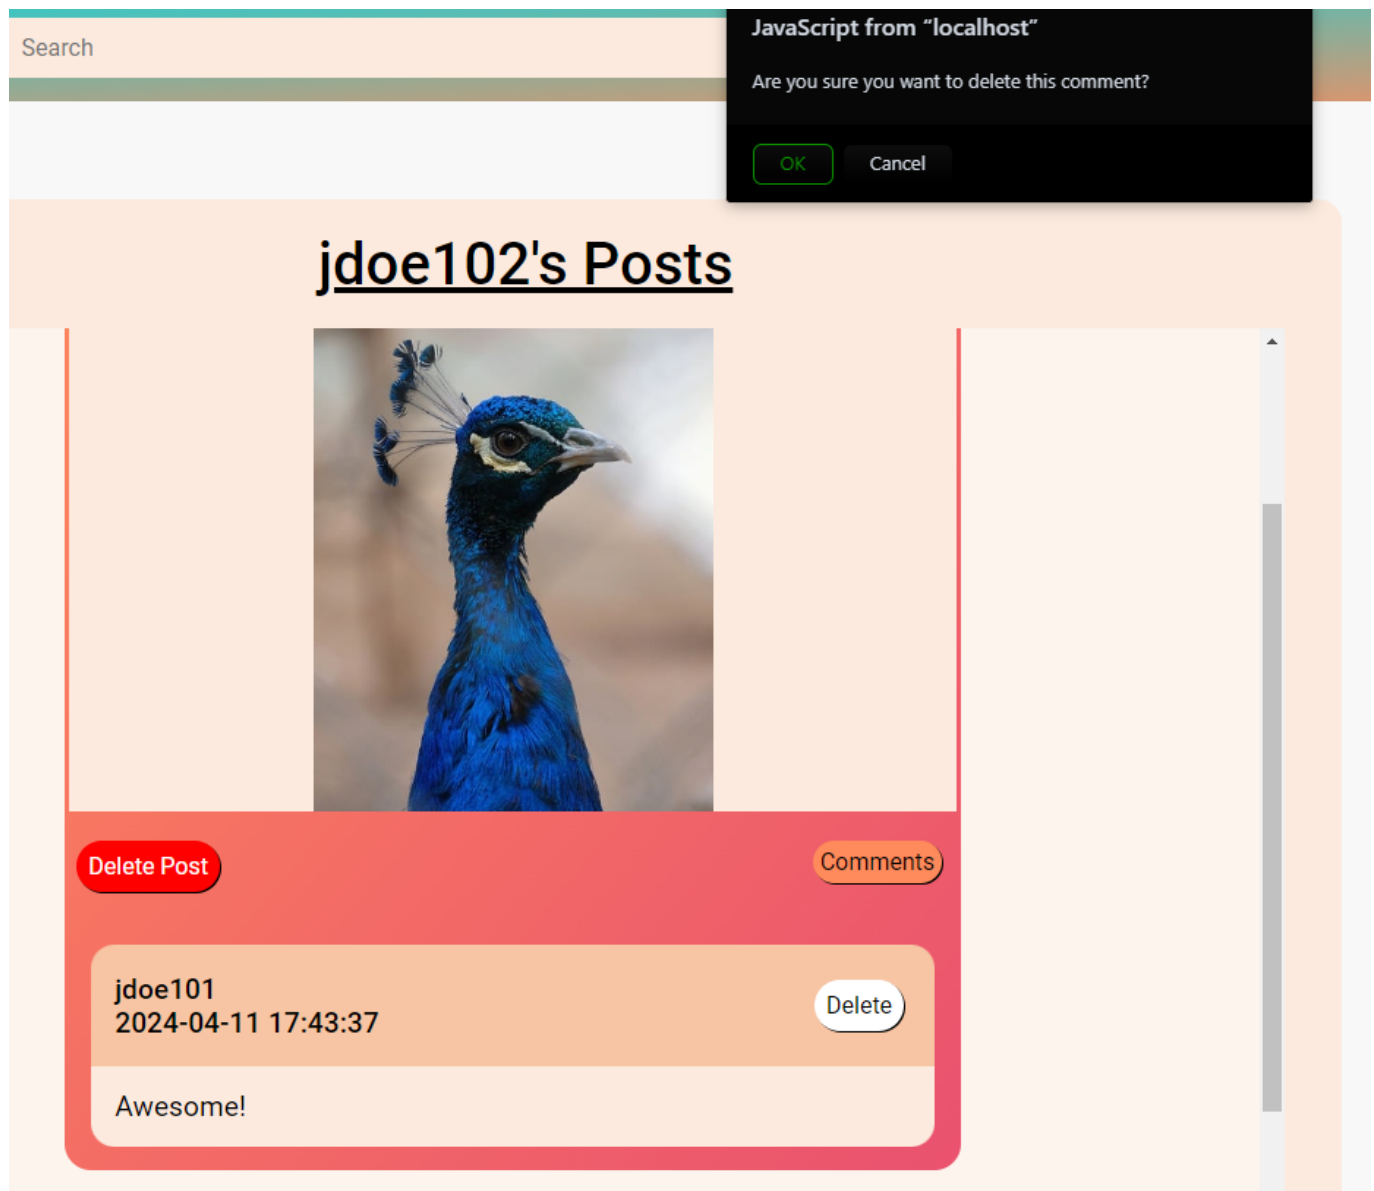 Search
JavaScript from “localhost”
Are you sure you want to delete this comment?
OK Cancel
jdoe102's Posts
Delete Post
Comments
jdoe101
2024-04-11 17:43:37
Delete
Awesome!